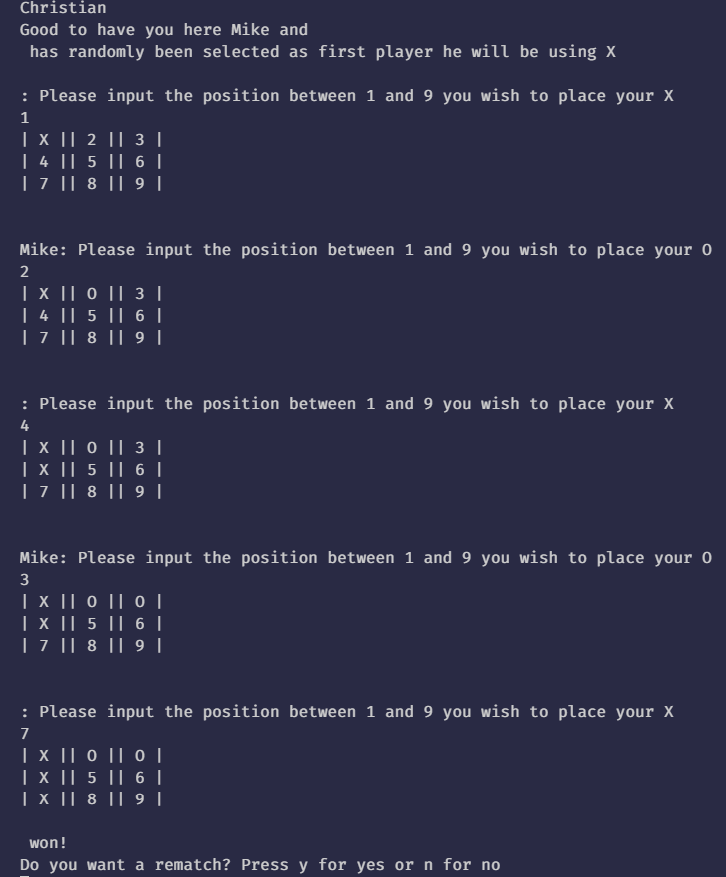 Christian
Good to have you here Mike and
has randomly been selected as first player he will be using X
: Please input the position between 1 and 9 you wish to place your X
1
| X || 2 || 3 |
| 4 || 5 || 6 |
| 7 || 8 || 9 |
Mike: Please input the position between 1 and 9 you wish to place your O
2
| X || O || 3 |
| 4 || 5 || 6 |
| 7 || 8 || 9 |
: Please input the position between 1 and 9 you wish to place your X
4
| X || O || 3 |
| X || 5 || 6 |
| 7 || 8 || 9 |
Mike: Please input the position between 1 and 9 you wish to place your O
3
| X || O || O |
| X || 5 || 6 |
| 7 || 8 || 9 |
: Please input the position between 1 and 9 you wish to place your X
7
| X || O || O |
| X || 5 || 6 |
| X || 8 || 9 |
won!
Do you want a rematch? Press y for yes or n for no